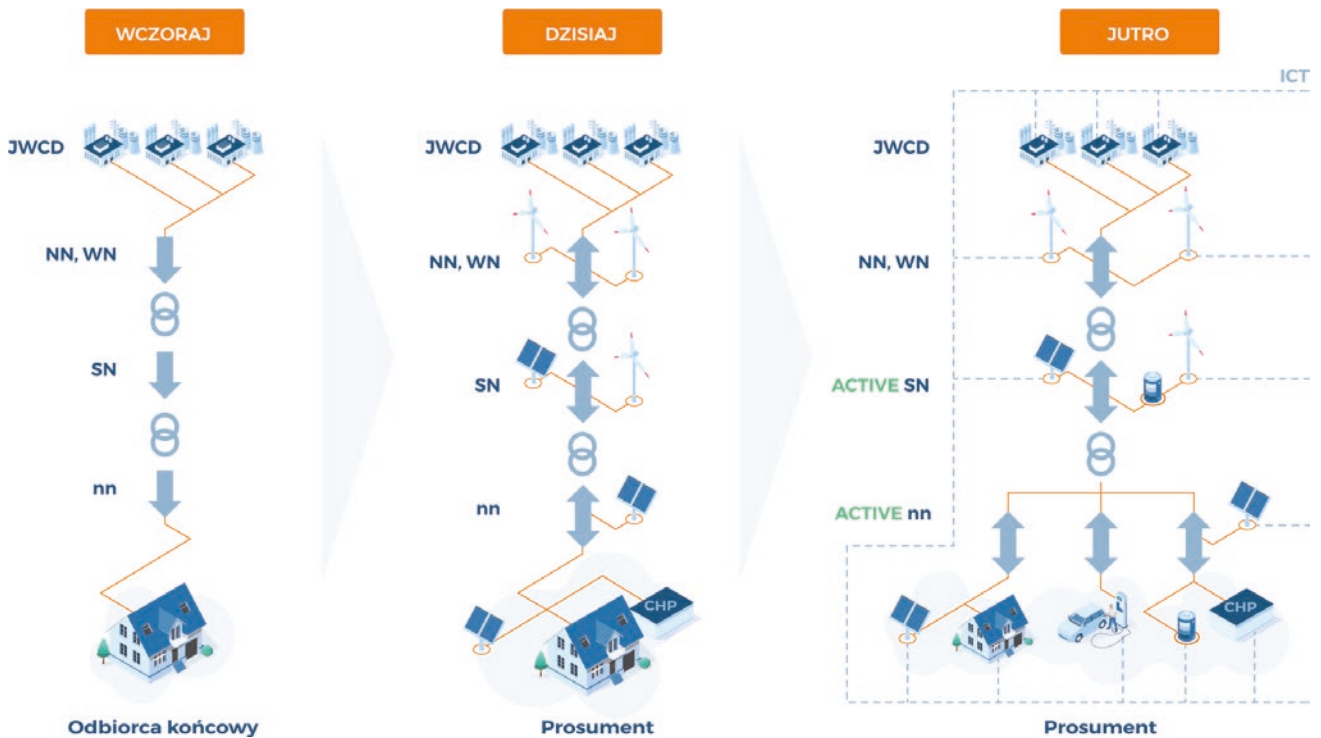 WCZORAJ
JWCD
NN, WN
SN
nn
Odbiorca końcowy
DZISIAJ
JWCD
NN, WN
SN
nn
CHP
Prosument
JUTRO
ICT
JWCD
NN, WN
ACTIVE SN
ACTIVE nn
CHP
Prosument